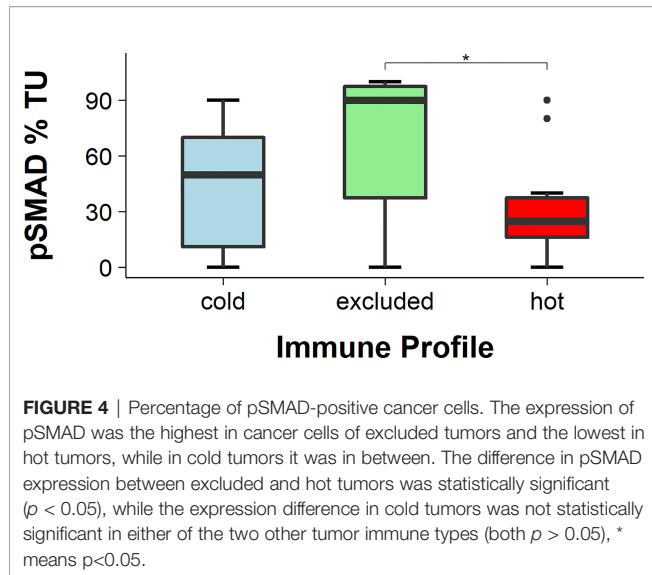 *
pSMAD % TU
90
60
30
0
cold excluded hot
Immune Profile
FIGURE 4 | Percentage of pSMAD-positive cancer cells. The expression of
pSMAD was the highest in cancer cells of excluded tumors and the lowest in
hot tumors, while in cold tumors it was in between. The difference in pSMAD
expression between excluded and hot tumors was statistically significant
(p < 0.05), while the expression difference in cold tumors was not statistically
significant in either of the two other tumor immune types (both p > 0.05), *
means p<0.05.